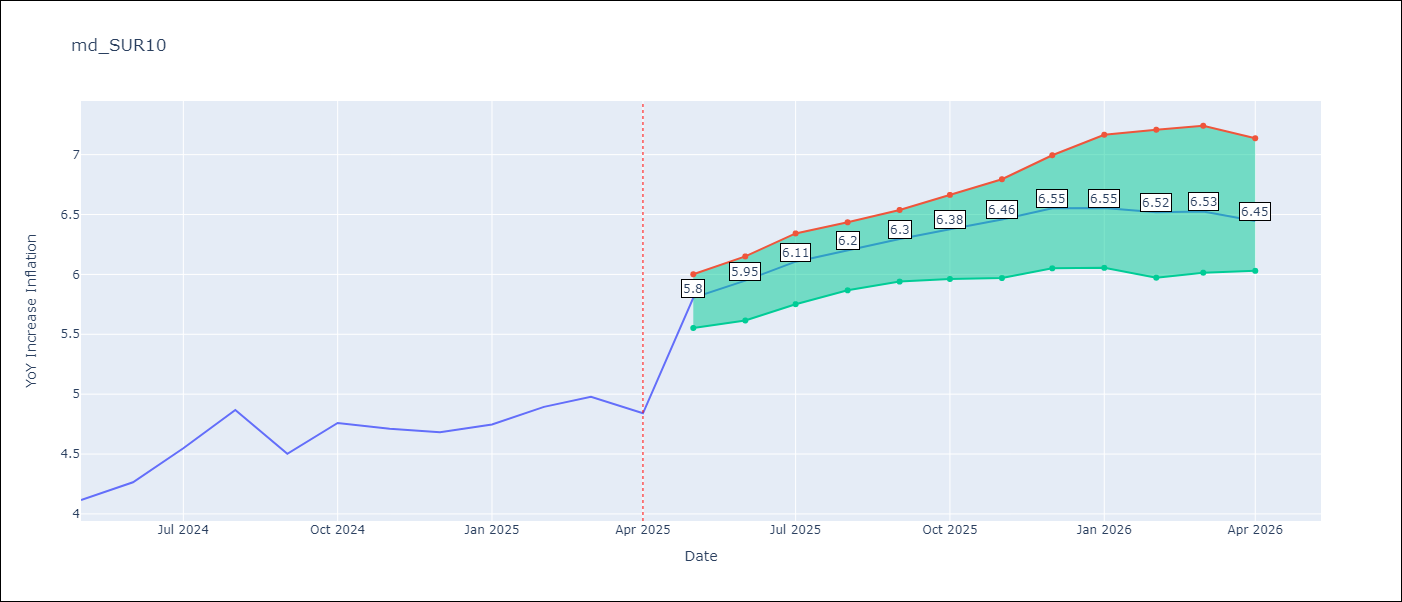 md_SUR10
YoY Increase Inflation
7
6.5
6
5.5
5
4.5
4
5.8
5.95
6.11
6.2
6.3
6.38
6.46
6.55
6.55
6.52
6.53
6.45
Jul 2024
Oct 2024
Jan 2025
Apr 2025
Jul 2025
Oct 2025
Jan 2026
Apr 2026
Date